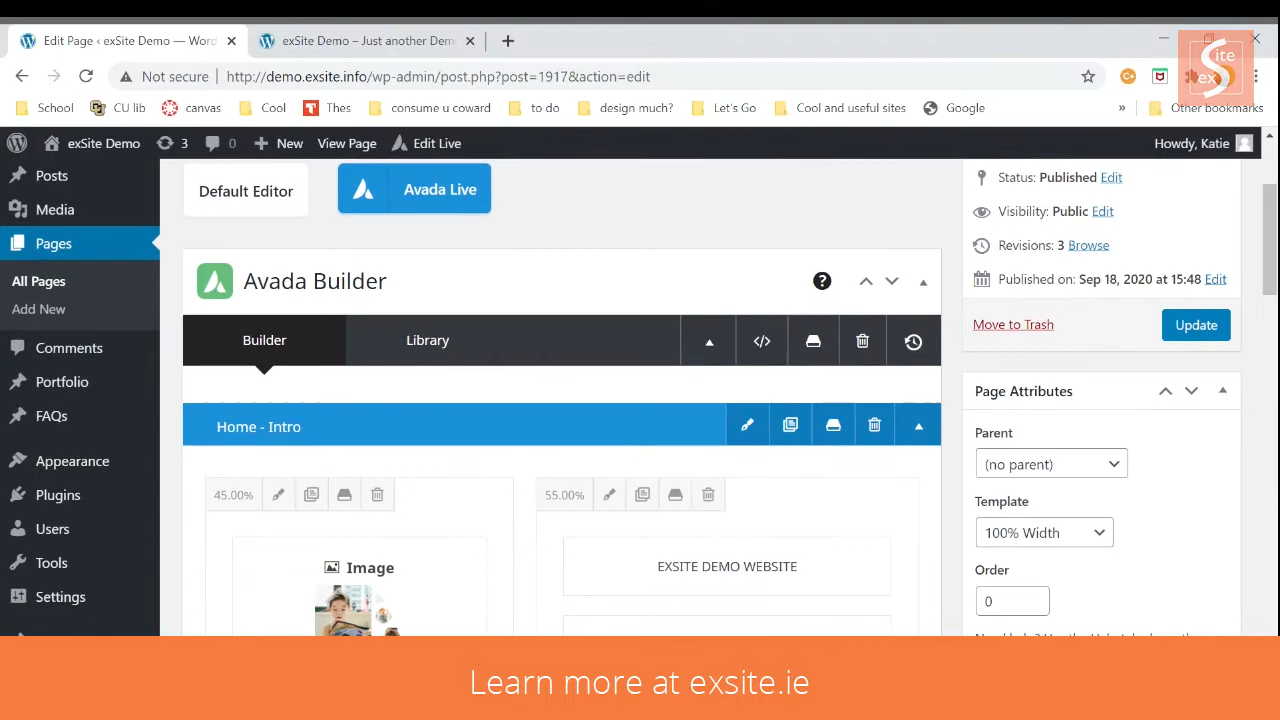 Edit Page ‹ exSite Demo — Word
exSite Demo – Just another Dem
Site
ex
Not secure
http://demo.exsite.info/wp-admin/post.php?post=1917&action=edit
School
CU lib
canvas
Cool
Thes
consume u coward
to do
design much?
Let's Go
Cool and useful sites
Google
»
Other bookmarks
exSite Demo
3
0
New
View Page
Edit Live
Howdy, Katie
Posts
Media
Pages
All Pages
Add New
Comments
Portfolio
FAQs
Appearance
Plugins
Users
Tools
Settings
Default Editor
Avada Live
Avada Builder
Builder
Library
Home - Intro
45.00%
55.00%
Image
EXSITE DEMO WEBSITE
Status: Published Edit
Visibility: Public Edit
Revisions: 3 Browse
Published on: Sep 18, 2020 at 15:48 Edit
Move to Trash
Update
Page Attributes
Parent
(no parent)
Template
100% Width
Order
0
Learn more at exsite.ie